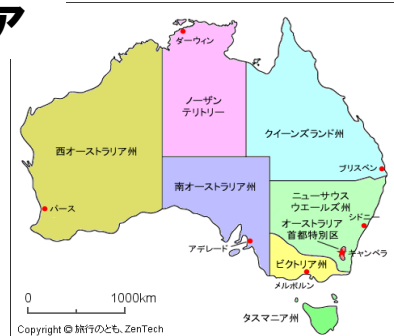 ア
ダーウィン
ノーザン
テリトリー
クイーンズランド州
西オーストラリア州
ブリスベン
南オーストラリア州
ニューサウス
ウエールズ州
オーストラリア
首都特別区
シドニー
パース
アデレード
キャンベラ
ビクトリア州
メルボルン
0 1000km
タスマニア州
Copyright © 旅行のとも、ZenTech